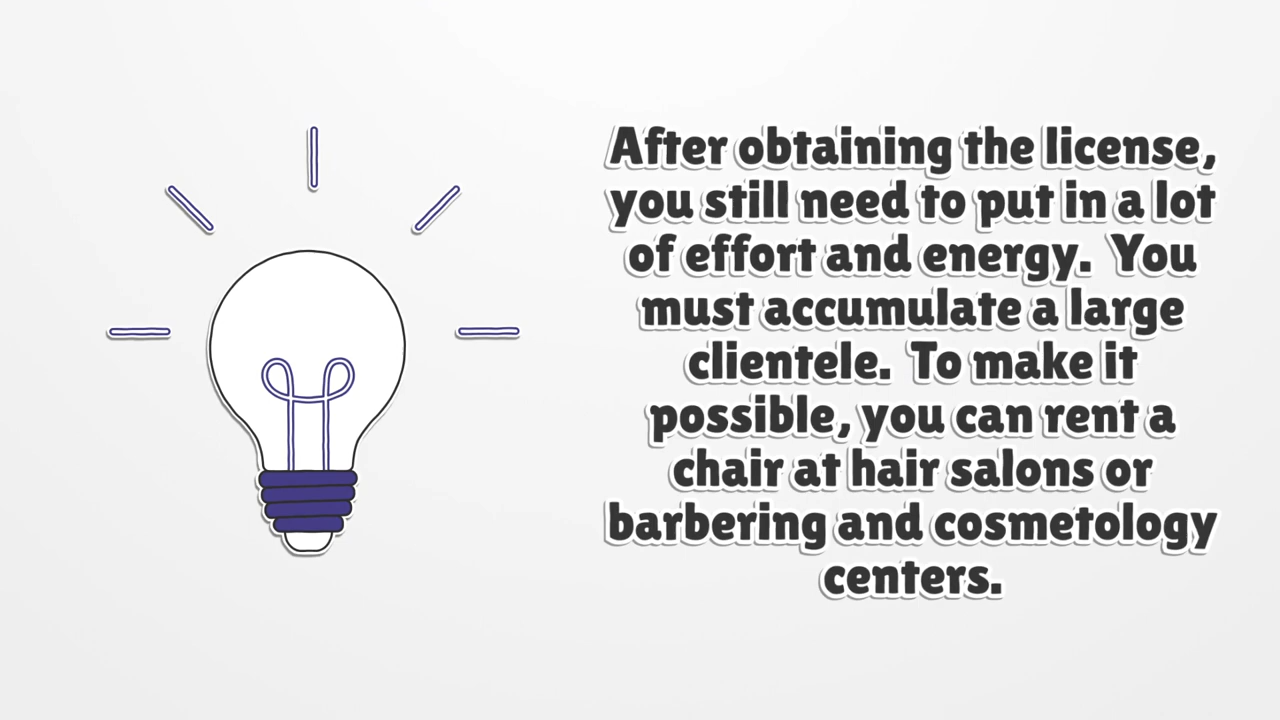 After obtaining the license,
you still need to put in a lot
of effort and energy.  You
must accumulate a large
clientele.  To make it
possible, you can rent a
chair at hair salons or
barbering and cosmetology
centers.